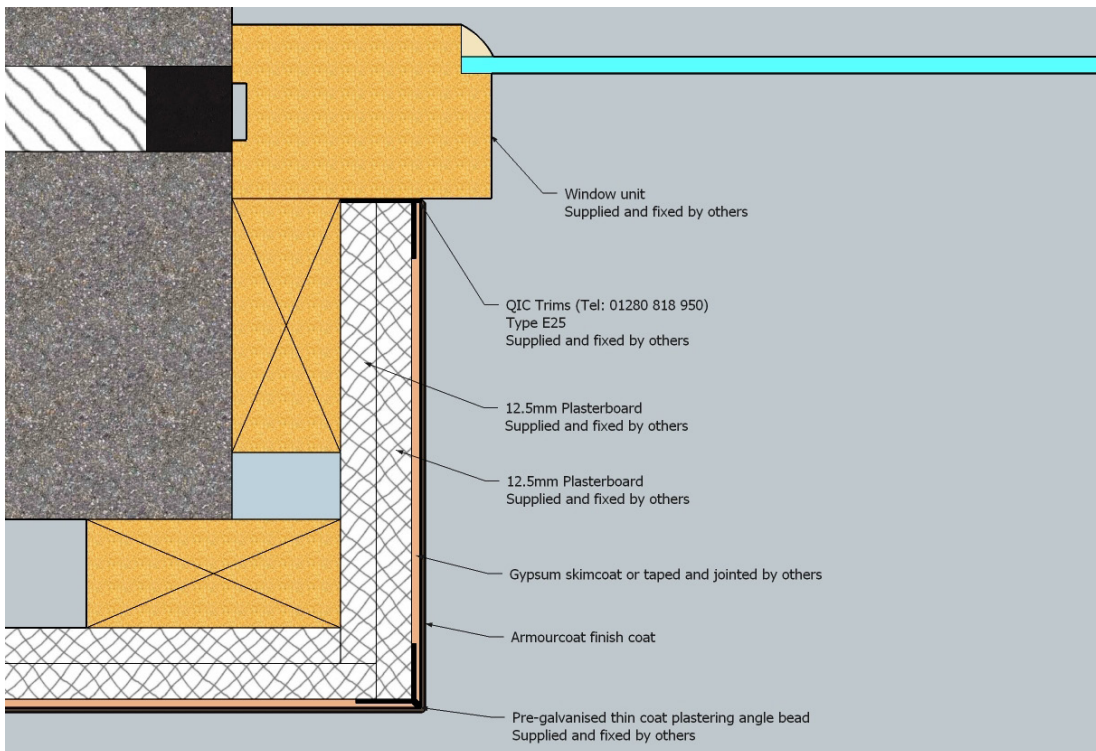 Window unit
Supplied and fixed by others
QIC Trims (Tel: 01280 818 950)
Type E25
Supplied and fixed by others
12.5mm Plasterboard
Supplied and fixed by others
12.5mm Plasterboard
Supplied and fixed by others
Gypsum skimcoat or taped and jointed by others
Armourcoat finish coat
Pre-galvanised thin coat plastering angle bead
Supplied and fixed by others